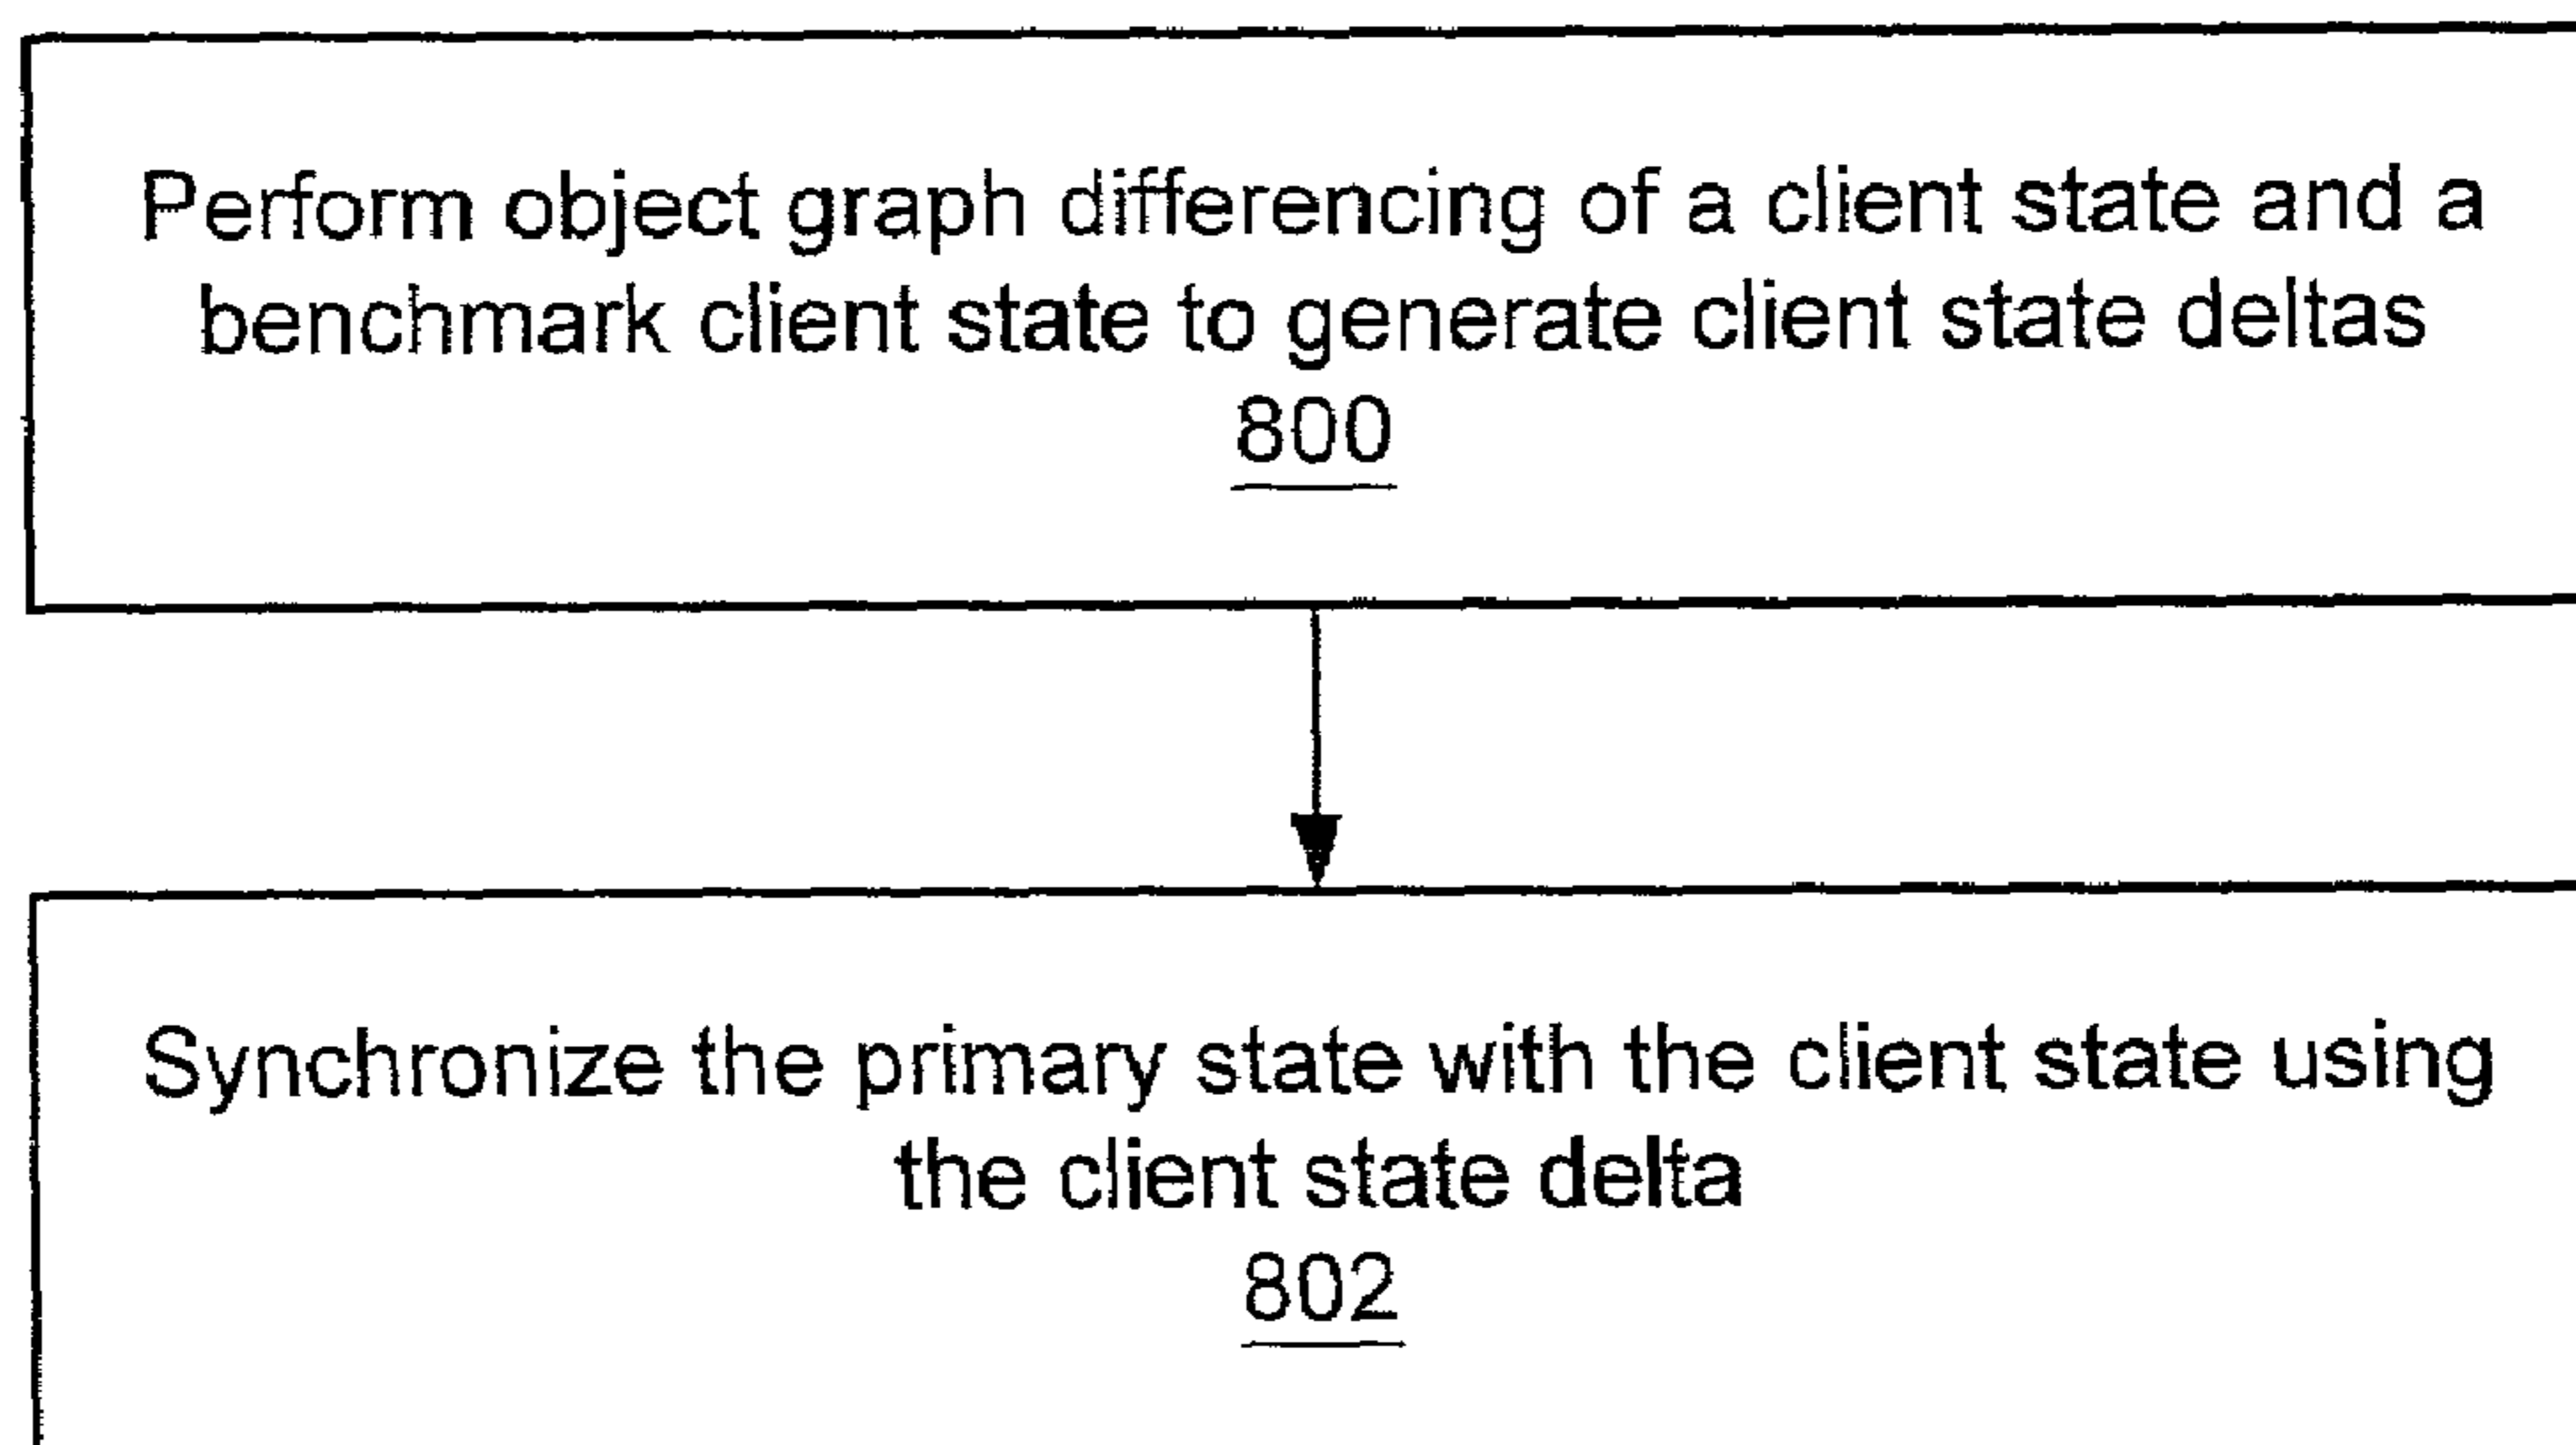 Perform object graph differencing of a client state and a
benchmark client state to generate client state deltas
800
Synchronize the primary state with the client state using
the client state delta
802